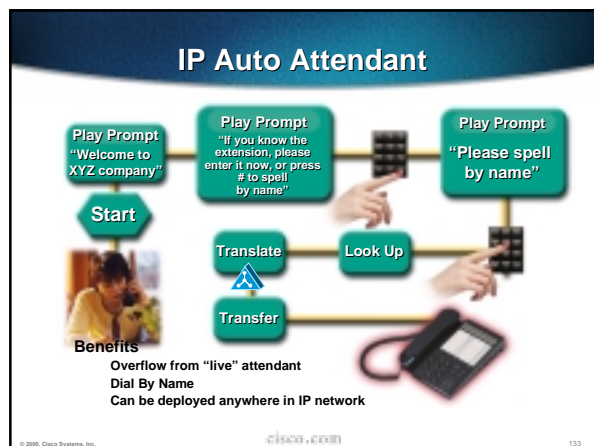 IP Auto Attendant
Play Prompt
“Welcome to
XYZ company”
Play Prompt
“If you know the
extension, please
enter it now, or press
# to spell
by name”
Play Prompt
“Please spell
by name”
Start
Translate
Look Up
Transfer
Benefits
Overflow from “live” attendant
Dial By Name
Can be deployed anywhere in IP network
© 2000, Cisco Systems, Inc.
cisco.com
133